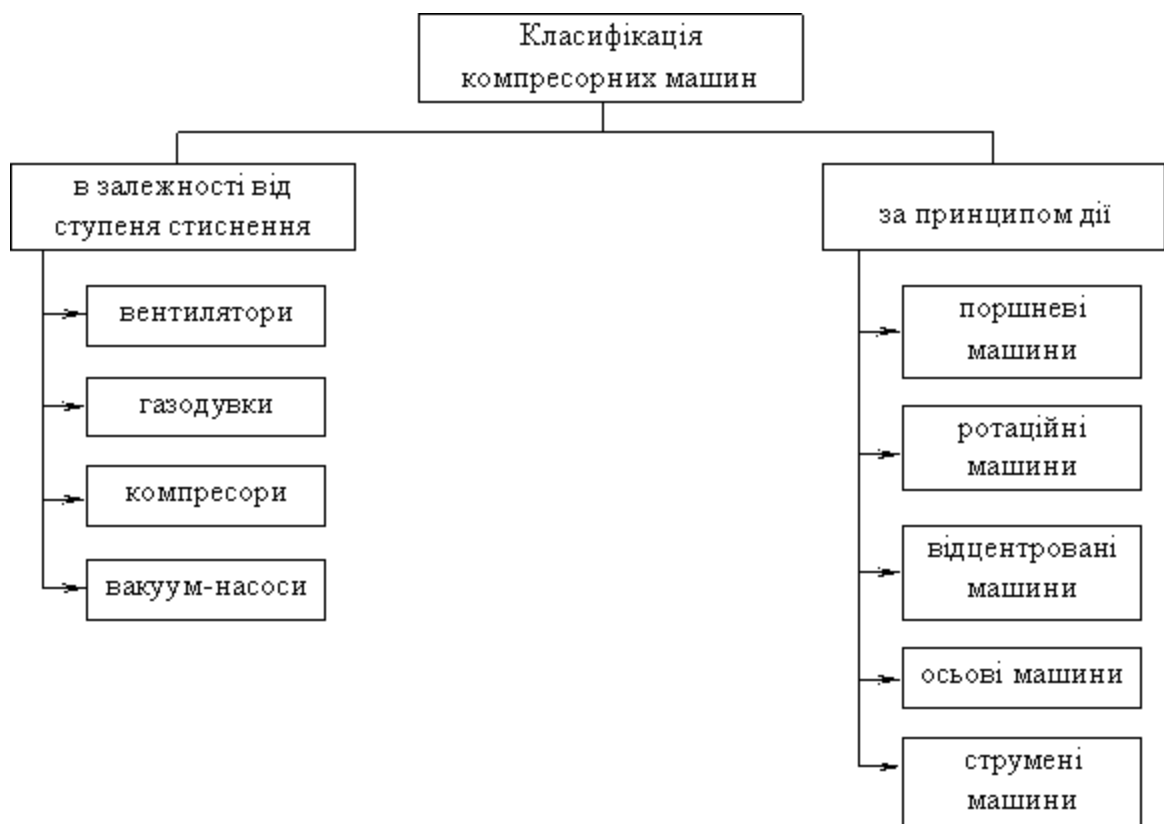 Класифікація
компресорних машин
в залежності від
ступеня стиснення
вентилятори
газодувки
компресори
вакуум-насоси
за принципом дії
поршневі
машини
ротаційні
машини
відцентровані
машини
осьові машини
струмені
машини